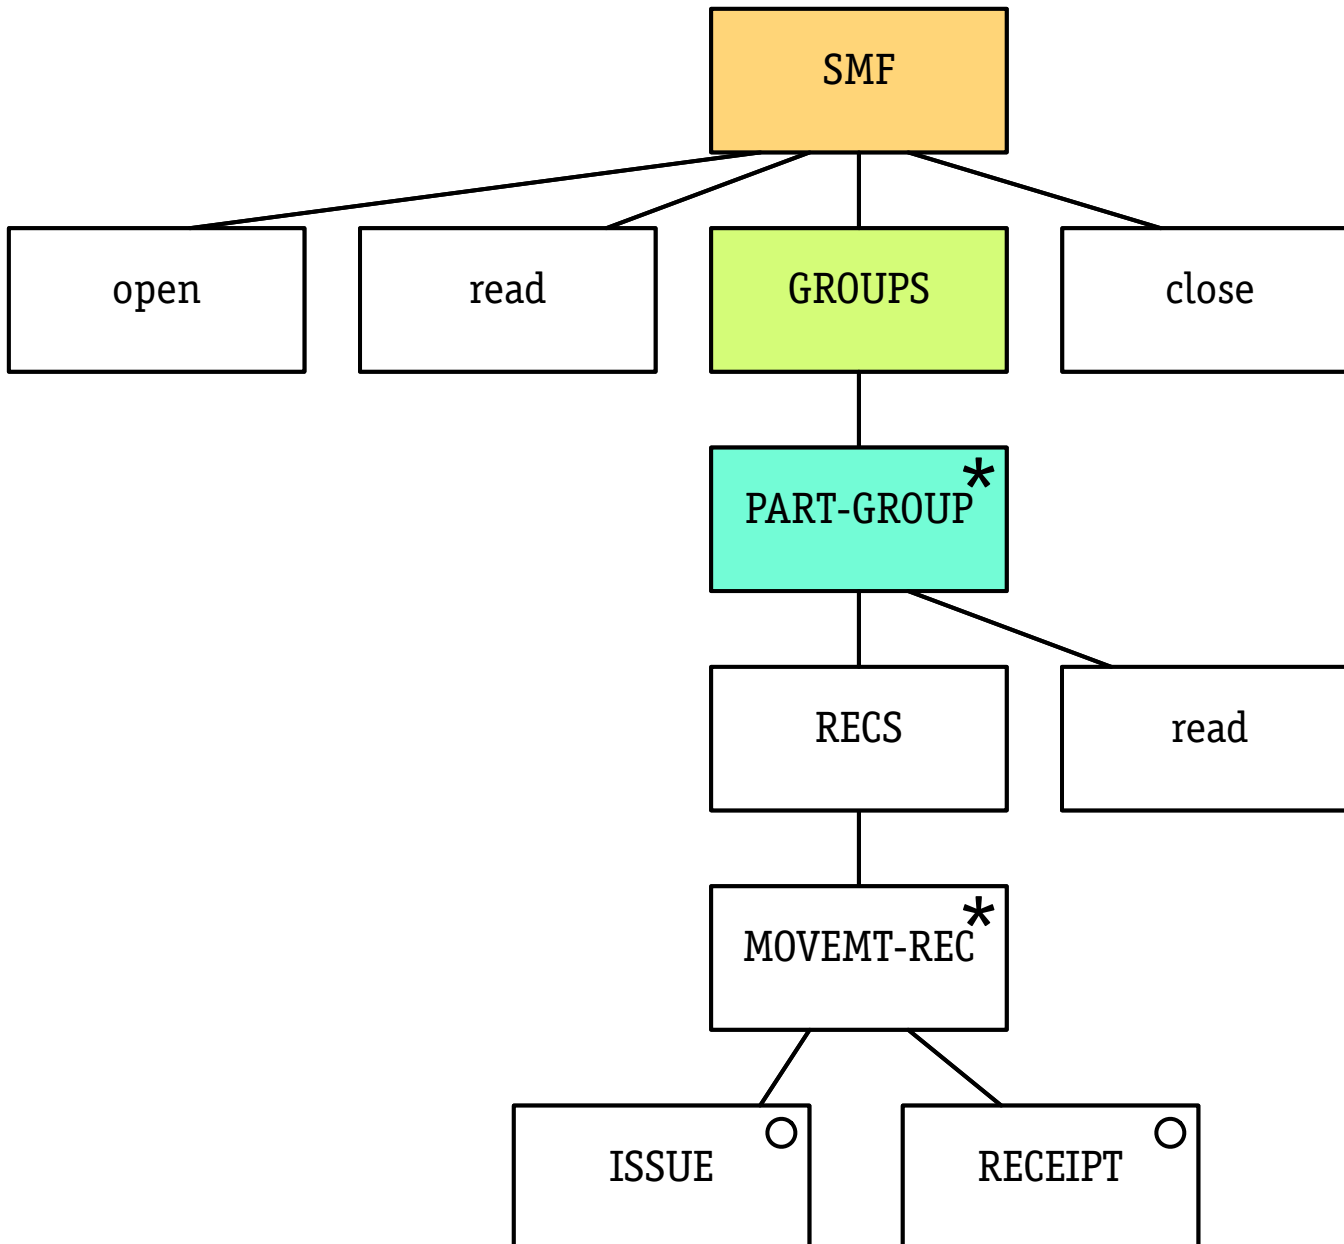 SMF
open
read
GROUPS
close
PART-GROUP*
RECS
read
MOVEMT-REC*
ISSUE
RECEIPT